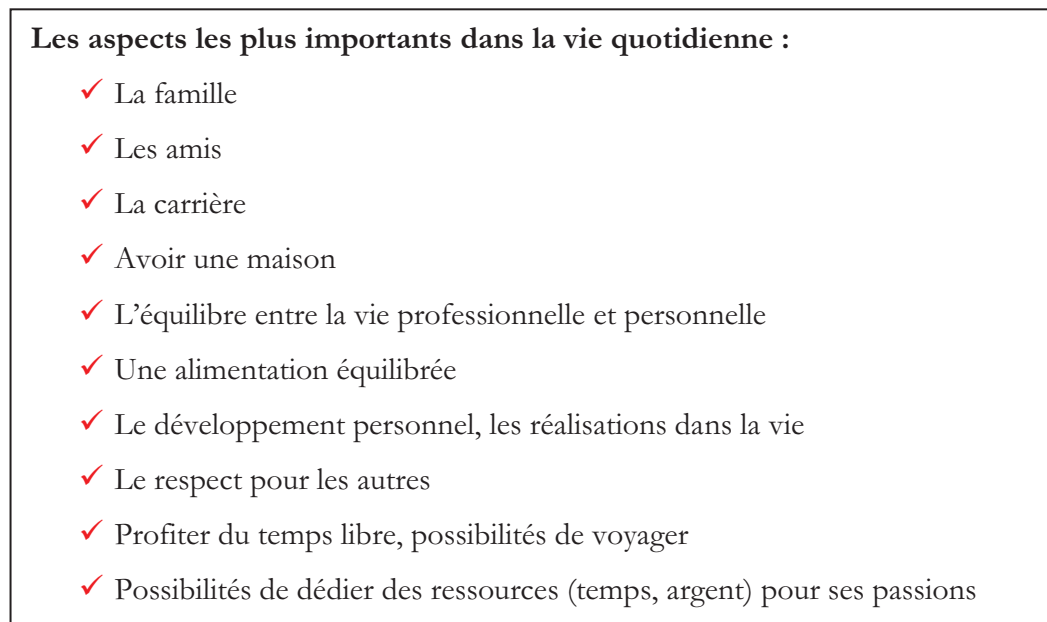 Les aspects les plus importants dans la vie quotidienne :
✓ La famille
✓ Les amis
✓ La carrière
✓ Avoir une maison
✓ L’équilibre entre la vie professionnelle et personnelle
✓ Une alimentation équilibrée
✓ Le développement personnel, les réalisations dans la vie
✓ Le respect pour les autres
✓ Profiter du temps libre, possibilités de voyager
✓ Possibilités de dédier des ressources (temps, argent) pour ses passions